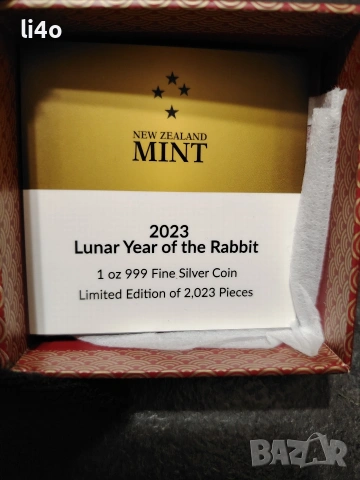 li4o
NEW ZEALAND
MINT
2023
Lunar Year of the Rabbit
1 oz 999 Fine Silver Coin
Limited Edition of 2,023 Pieces
BAZAR